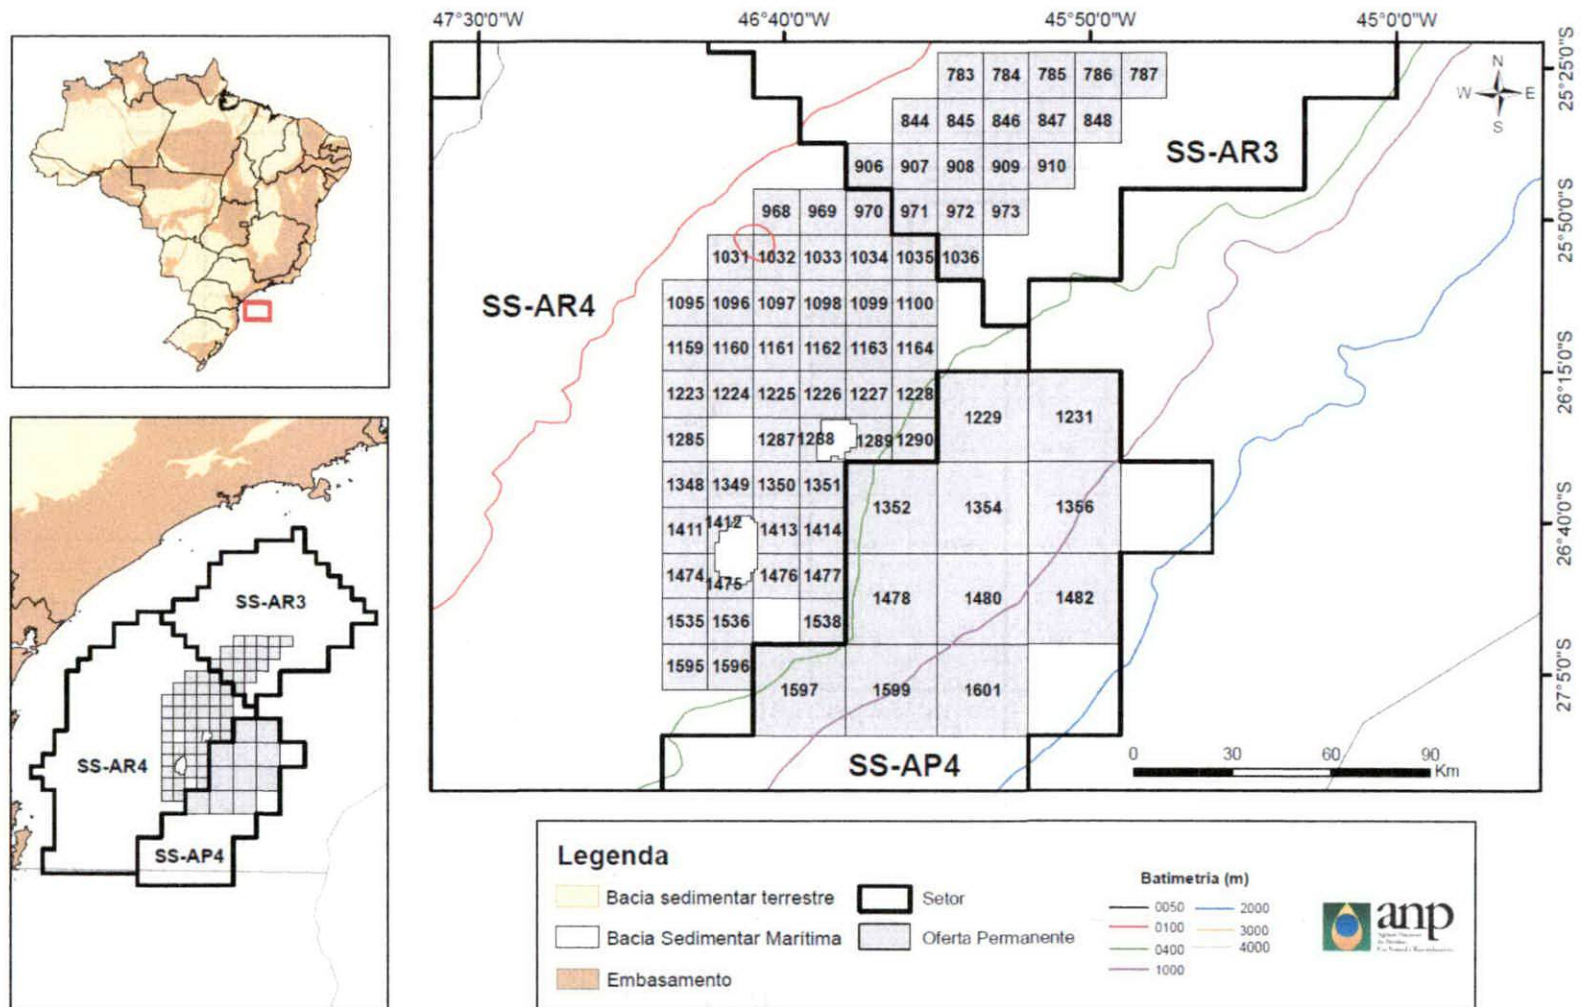 47°30'0"W 46°40'0"W 45°50'0"W 45°0'0"W
25°25'0"S
25°50'0"S
26°15'0"S
26°40'0"S
27°5'0"S
N
W E
S
783 784 785 786 787
844 845 846 847 848
SS-AR3
906 907 908 909 910
968 969 970 971 972 973
1031 1032 1033 1034 1035 1036
SS-AR4
1095 1096 1097 1098 1099 1100
1159 1160 1161 1162 1163 1164
1223 1224 1225 1226 1227 1228
1229 1231
1285 1287 1288 1289 1290
1348 1349 1350 1351
1352 1354 1356
1411 1412 1413 1414
1474 1475 1476 1477
1478 1480 1482
1535 1536 1538
1595 1596
1597 1599 1601
SS-AP4
0 30 60 90
Km
SS-AR3
SS-AR4
SS-AP4
Legenda
Bacia sedimentar terrestre
Bacia Sedimentar Marítima
Embasamento
Setor
Oferta Permanente
Batimetria (m)
0050 2000
0100 3000
0400 4000
1000
anp